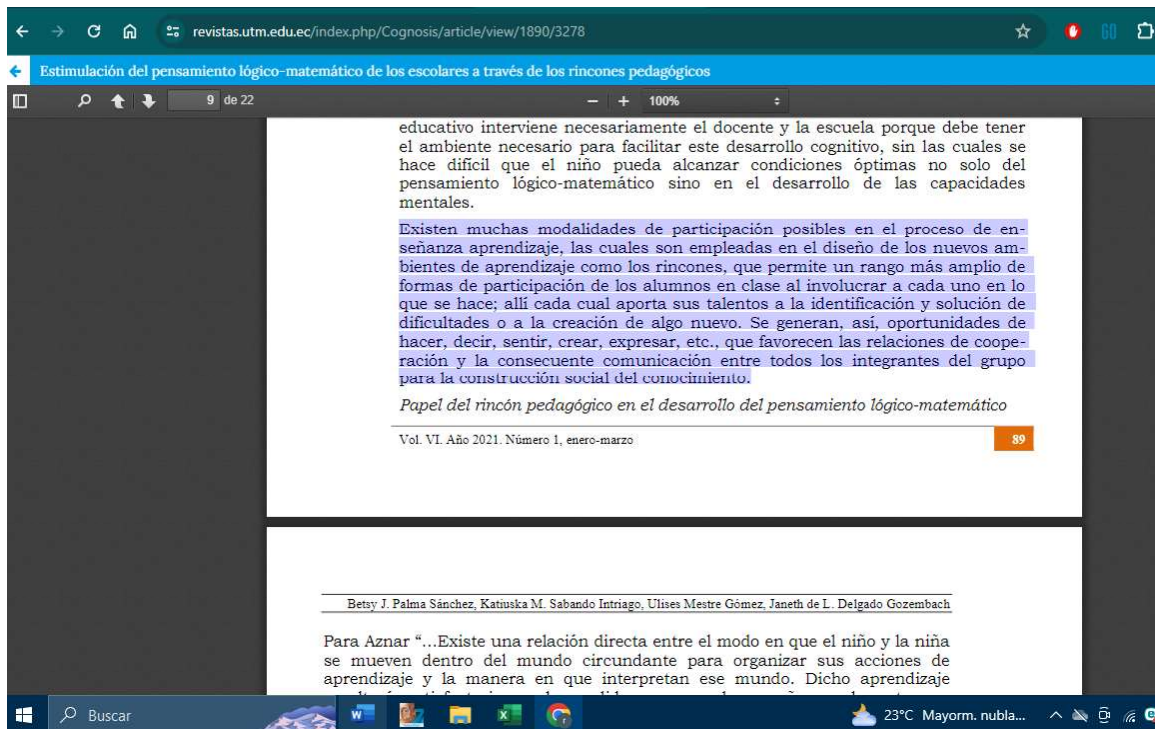 revistas.utm.edu.ec/index.php/Cognosis/article/view/1890/3278
Estimulación del pensamiento lógico-matemático de los escolares a través de los rincones pedagógicos
9 de 22
100%
educativo interviene necesariamente el docente y la escuela porque debe tener
el ambiente necesario para facilitar este desarrollo cognitivo, sin las cuales se
hace difícil que el niño pueda alcanzar condiciones óptimas no solo del
pensamiento lógico-matemático sino en el desarrollo de las capacidades
mentales.
Existen muchas modalidades de participación posibles en el proceso de en-
señanza aprendizaje, las cuales son empleadas en el diseño de los nuevos am-
bientes de aprendizaje como los rincones, que permite un rango más amplio de
formas de participación de los alumnos en clase al involucrar a cada uno en lo
que se hace; allí cada cual aporta sus talentos a la identificación y solución de
dificultades o a la creación de algo nuevo. Se generan, así, oportunidades de
hacer, decir, sentir, crear, expresar, etc., que favorecen las relaciones de coope-
ración y la consecuente comunicación entre todos los integrantes del grupo
para la construcción social del conocimiento.
Papel del rincón pedagógico en el desarrollo del pensamiento lógico-matemático
Vol. VI. Año 2021. Número 1, enero-marzo
89
Betsy J. Palma Sánchez, Katiuska M. Sabando Intriago, Ulises Mestre Gómez, Janeth de L. Delgado Gozembach
Para Aznar “...Existe una relación directa entre el modo en que el niño y la niña
se mueven dentro del mundo circundante para organizar sus acciones de
aprendizaje y la manera en que interpretan ese mundo. Dicho aprendizaje
Buscar
23°C Mayorm. nubla...